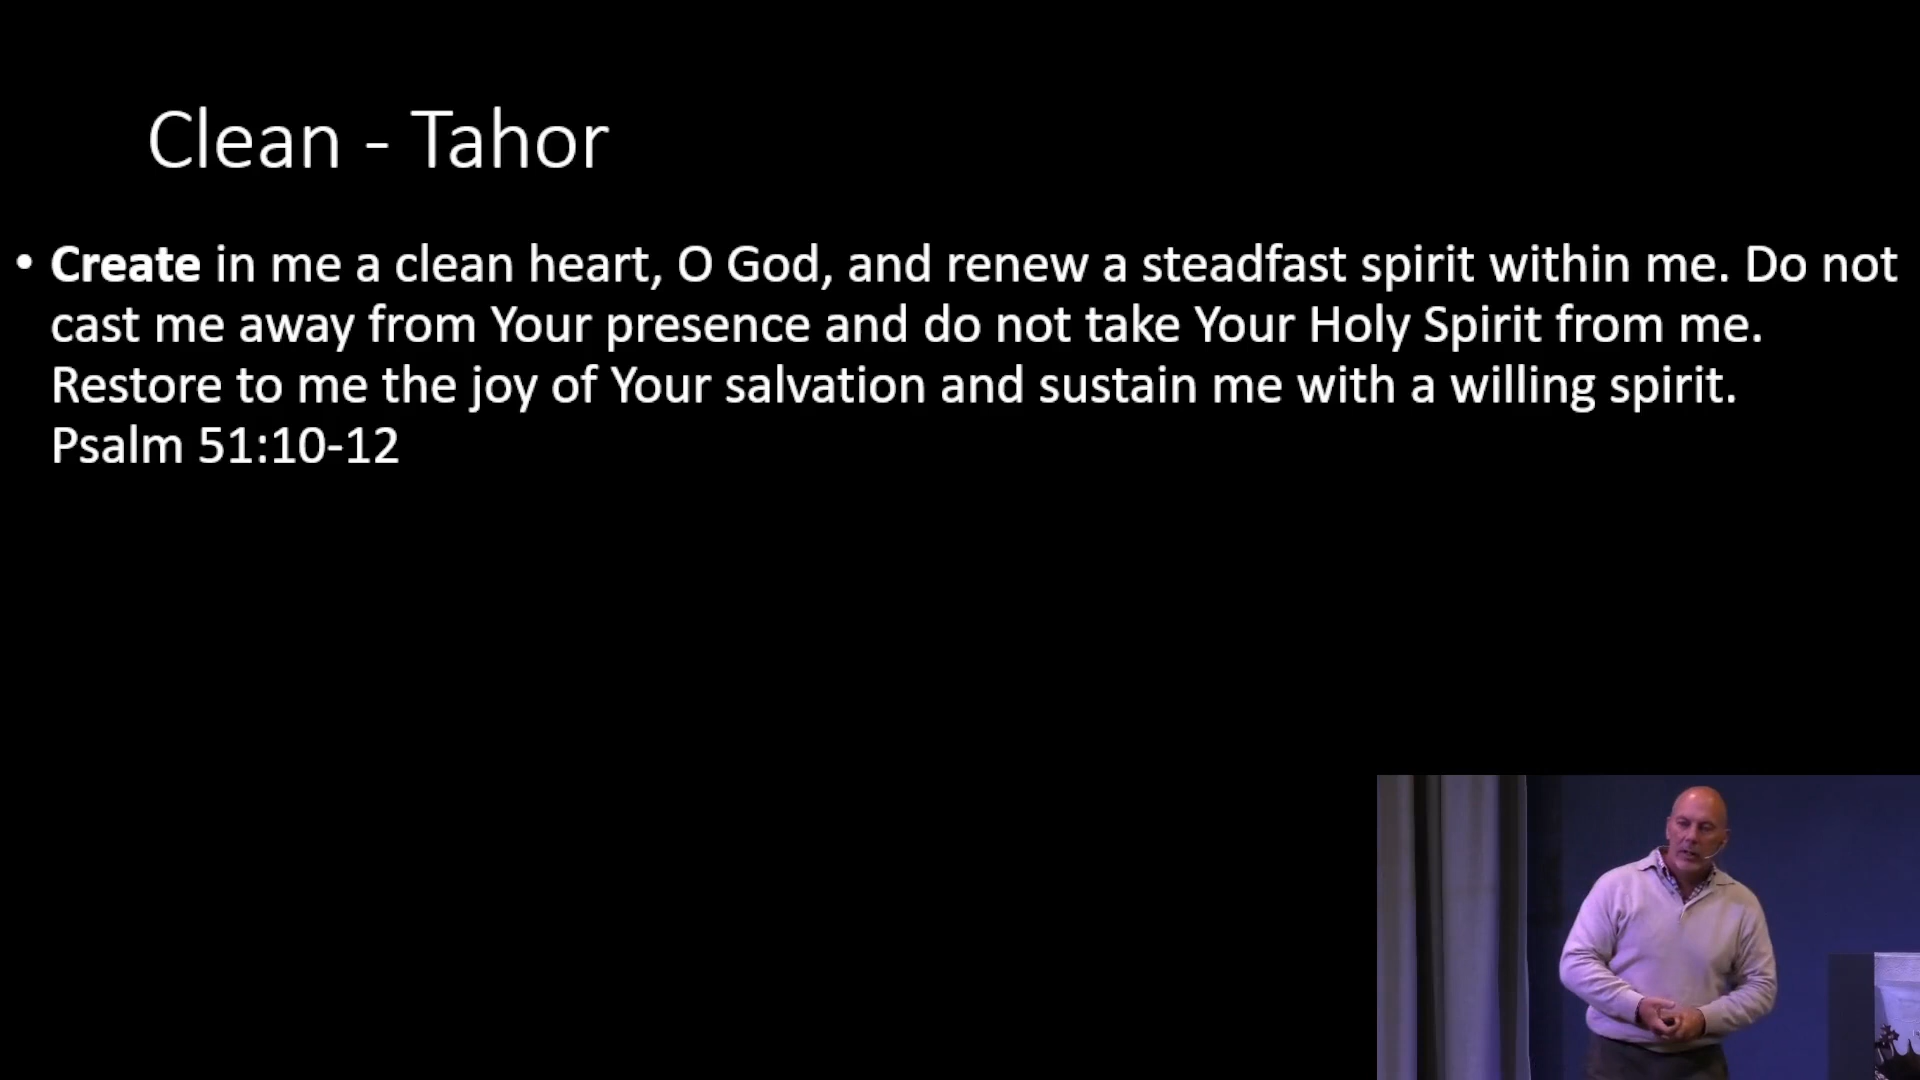 Clean - Tahor
• Create in me a clean heart, O God, and renew a steadfast spirit within me. Do not
cast me away from Your presence and do not take Your Holy Spirit from me.
Restore to me the joy of Your salvation and sustain me with a willing spirit.
Psalm 51:10-12